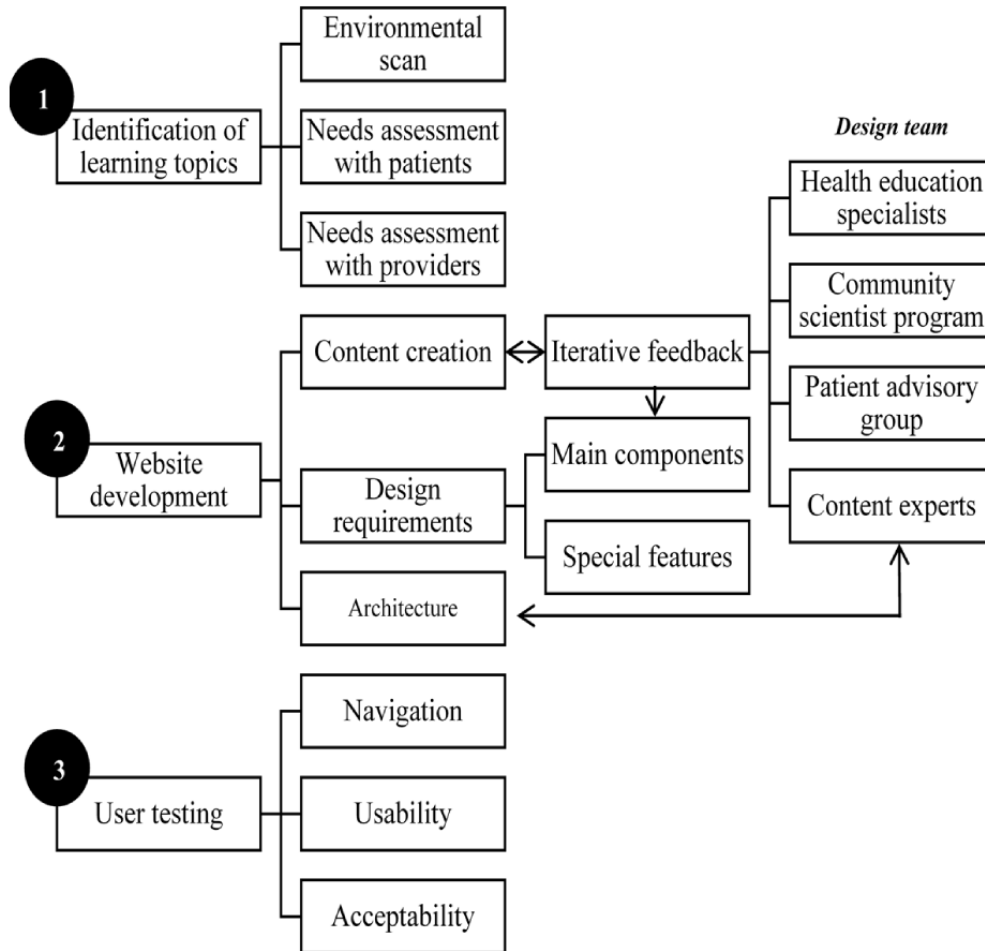 1
Identification of
learning topics
Environmental
scan
Needs assessment
with patients
Needs assessment
with providers
2
Website
development
Content creation
Iterative feedback
Design
requirements
Main components
Special features
Architecture
Design team
Health education
specialists
Community
scientist program
Patient advisory
group
Content experts
3
User testing
Navigation
Usability
Acceptability